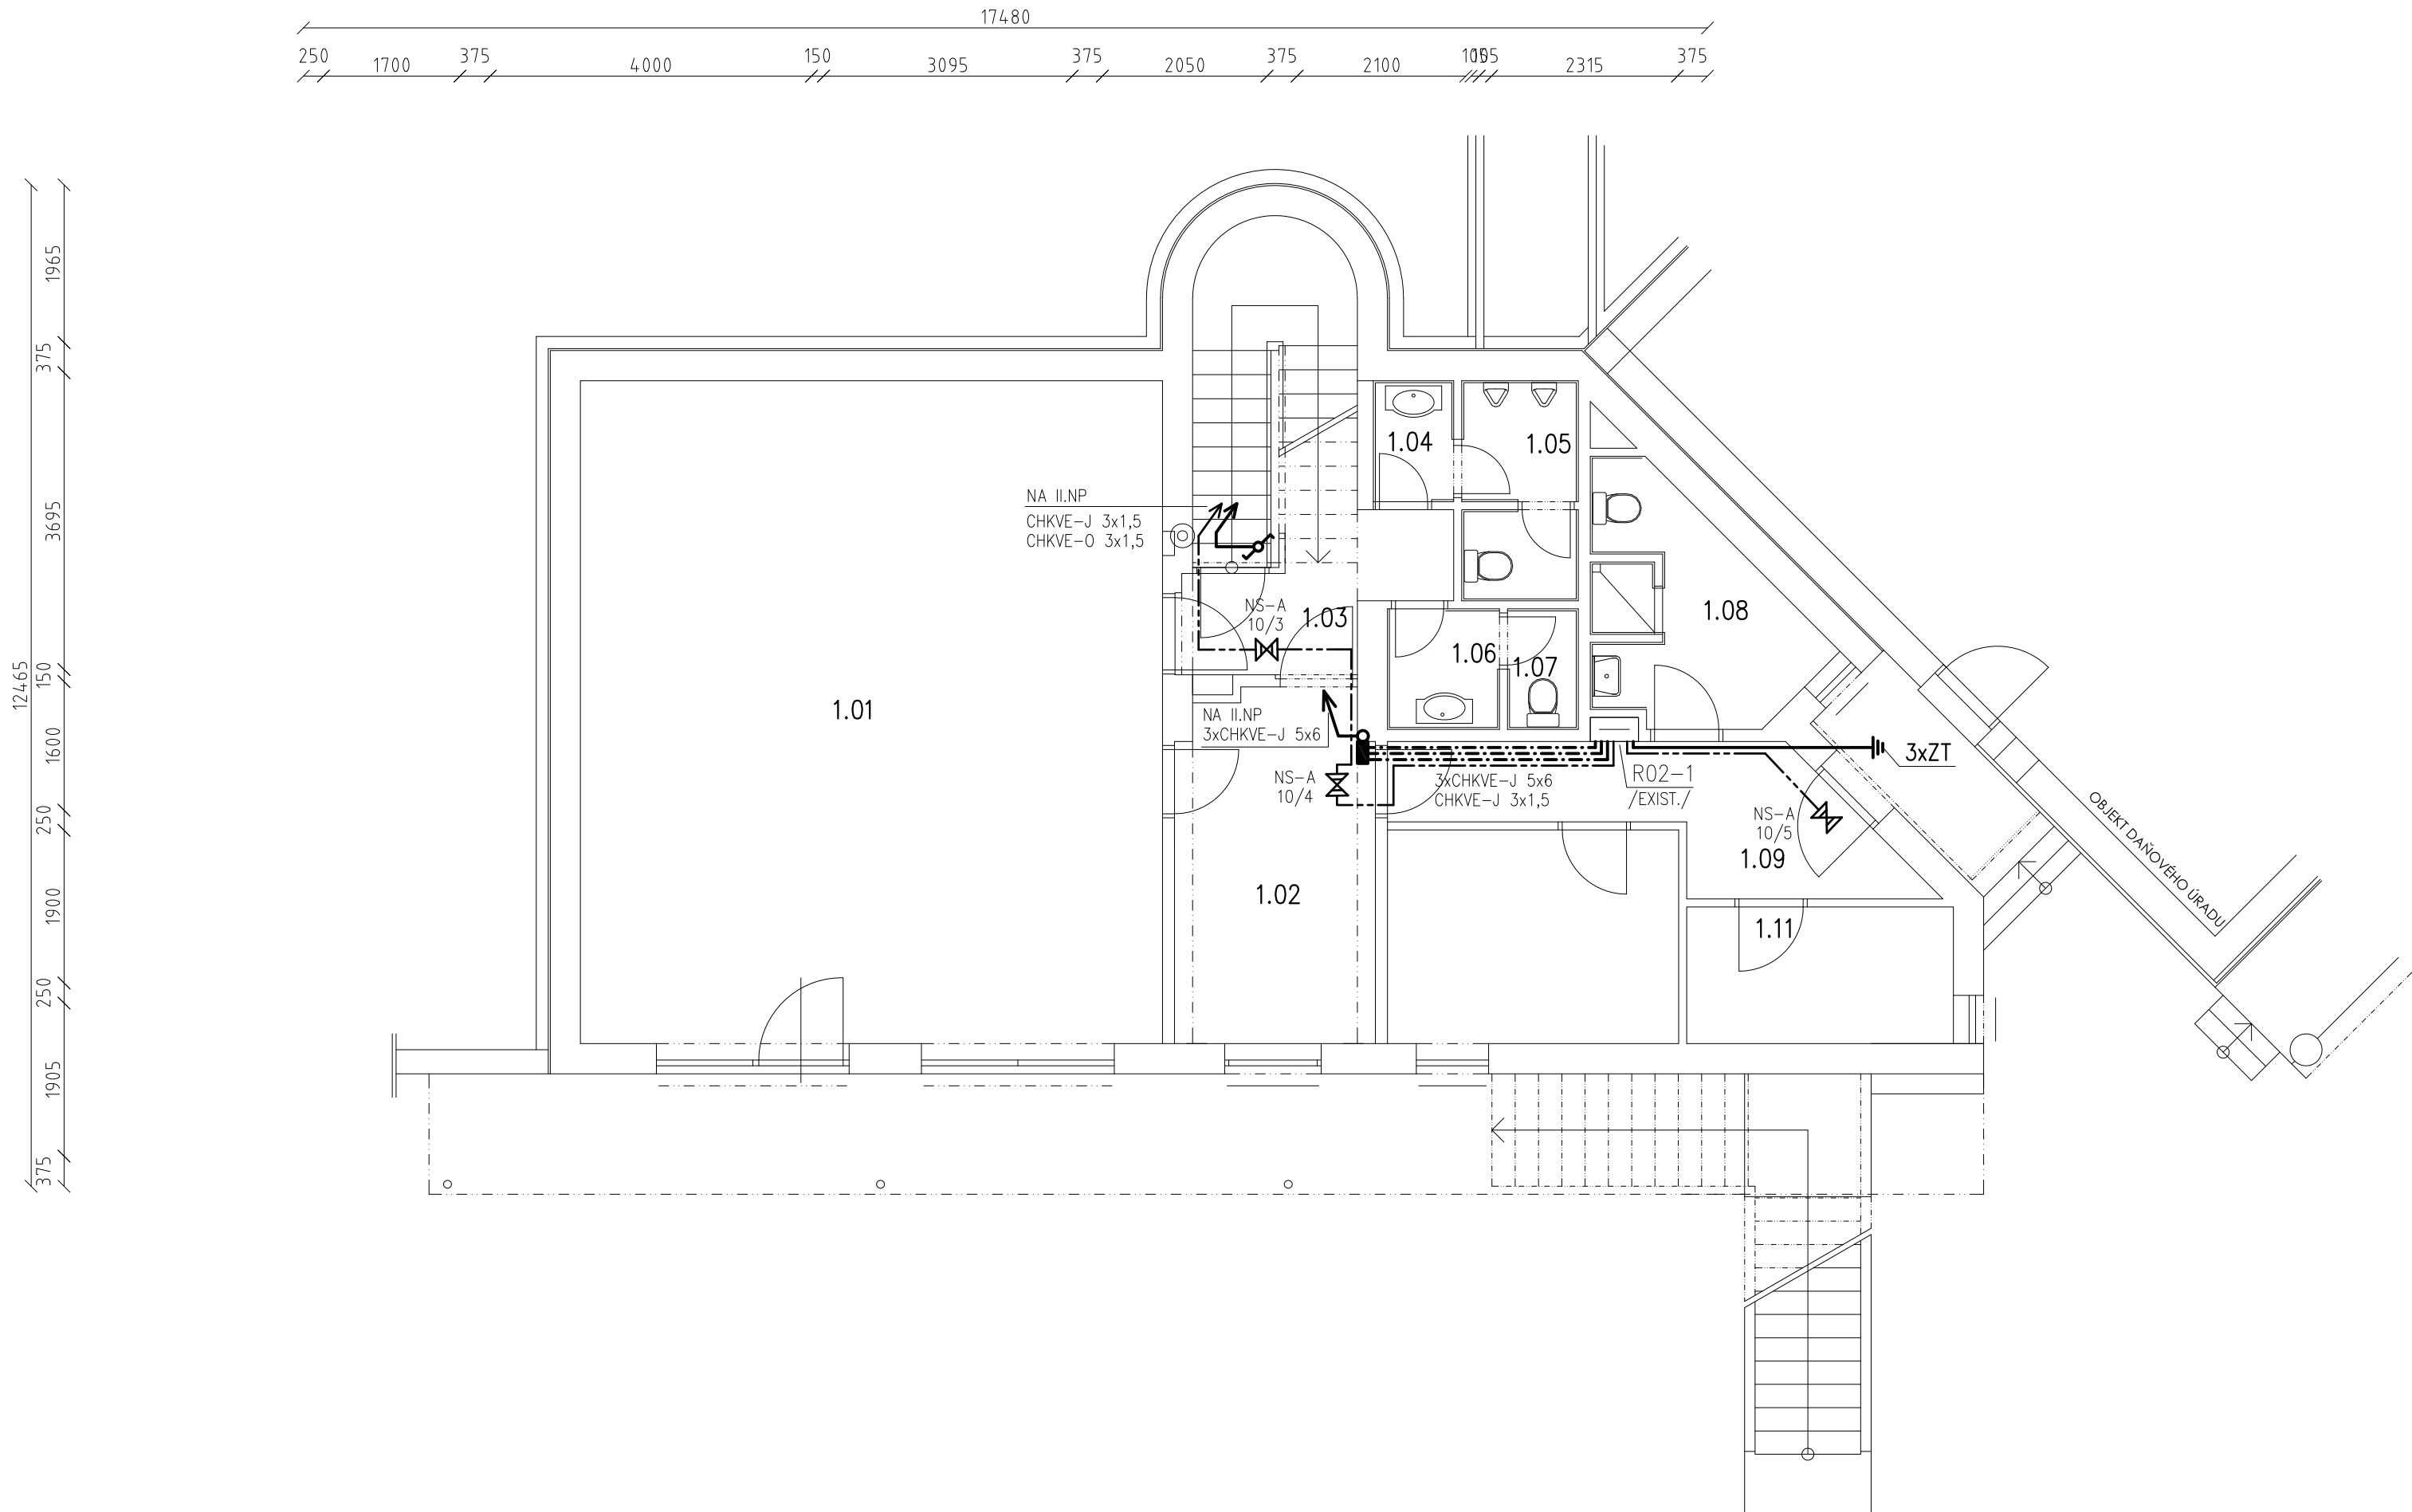 17480
250 1700 375 4000 150 3095 375 2050 375 2100 105 2315 375
12465
1965
375
3695
150
1600
250
1900
250
1905
375
NA II.NP
CHKVE-J 3x1,5
CHKVE-O 3x1,5
1.04
1.05
NS-A
10/3
1.03
1.08
1.06
1.07
1.01
NA II.NP
3xCHKVE-J 5x6
NS-A
10/4
3xCHKVE-J 5x6
CHKVE-J 3x1,5
R02-1
/EXIST./
3xZT
NS-A
10/5
1.09
OBJEKT DAŇOVÉHO ÚRADU
1.02
1.11